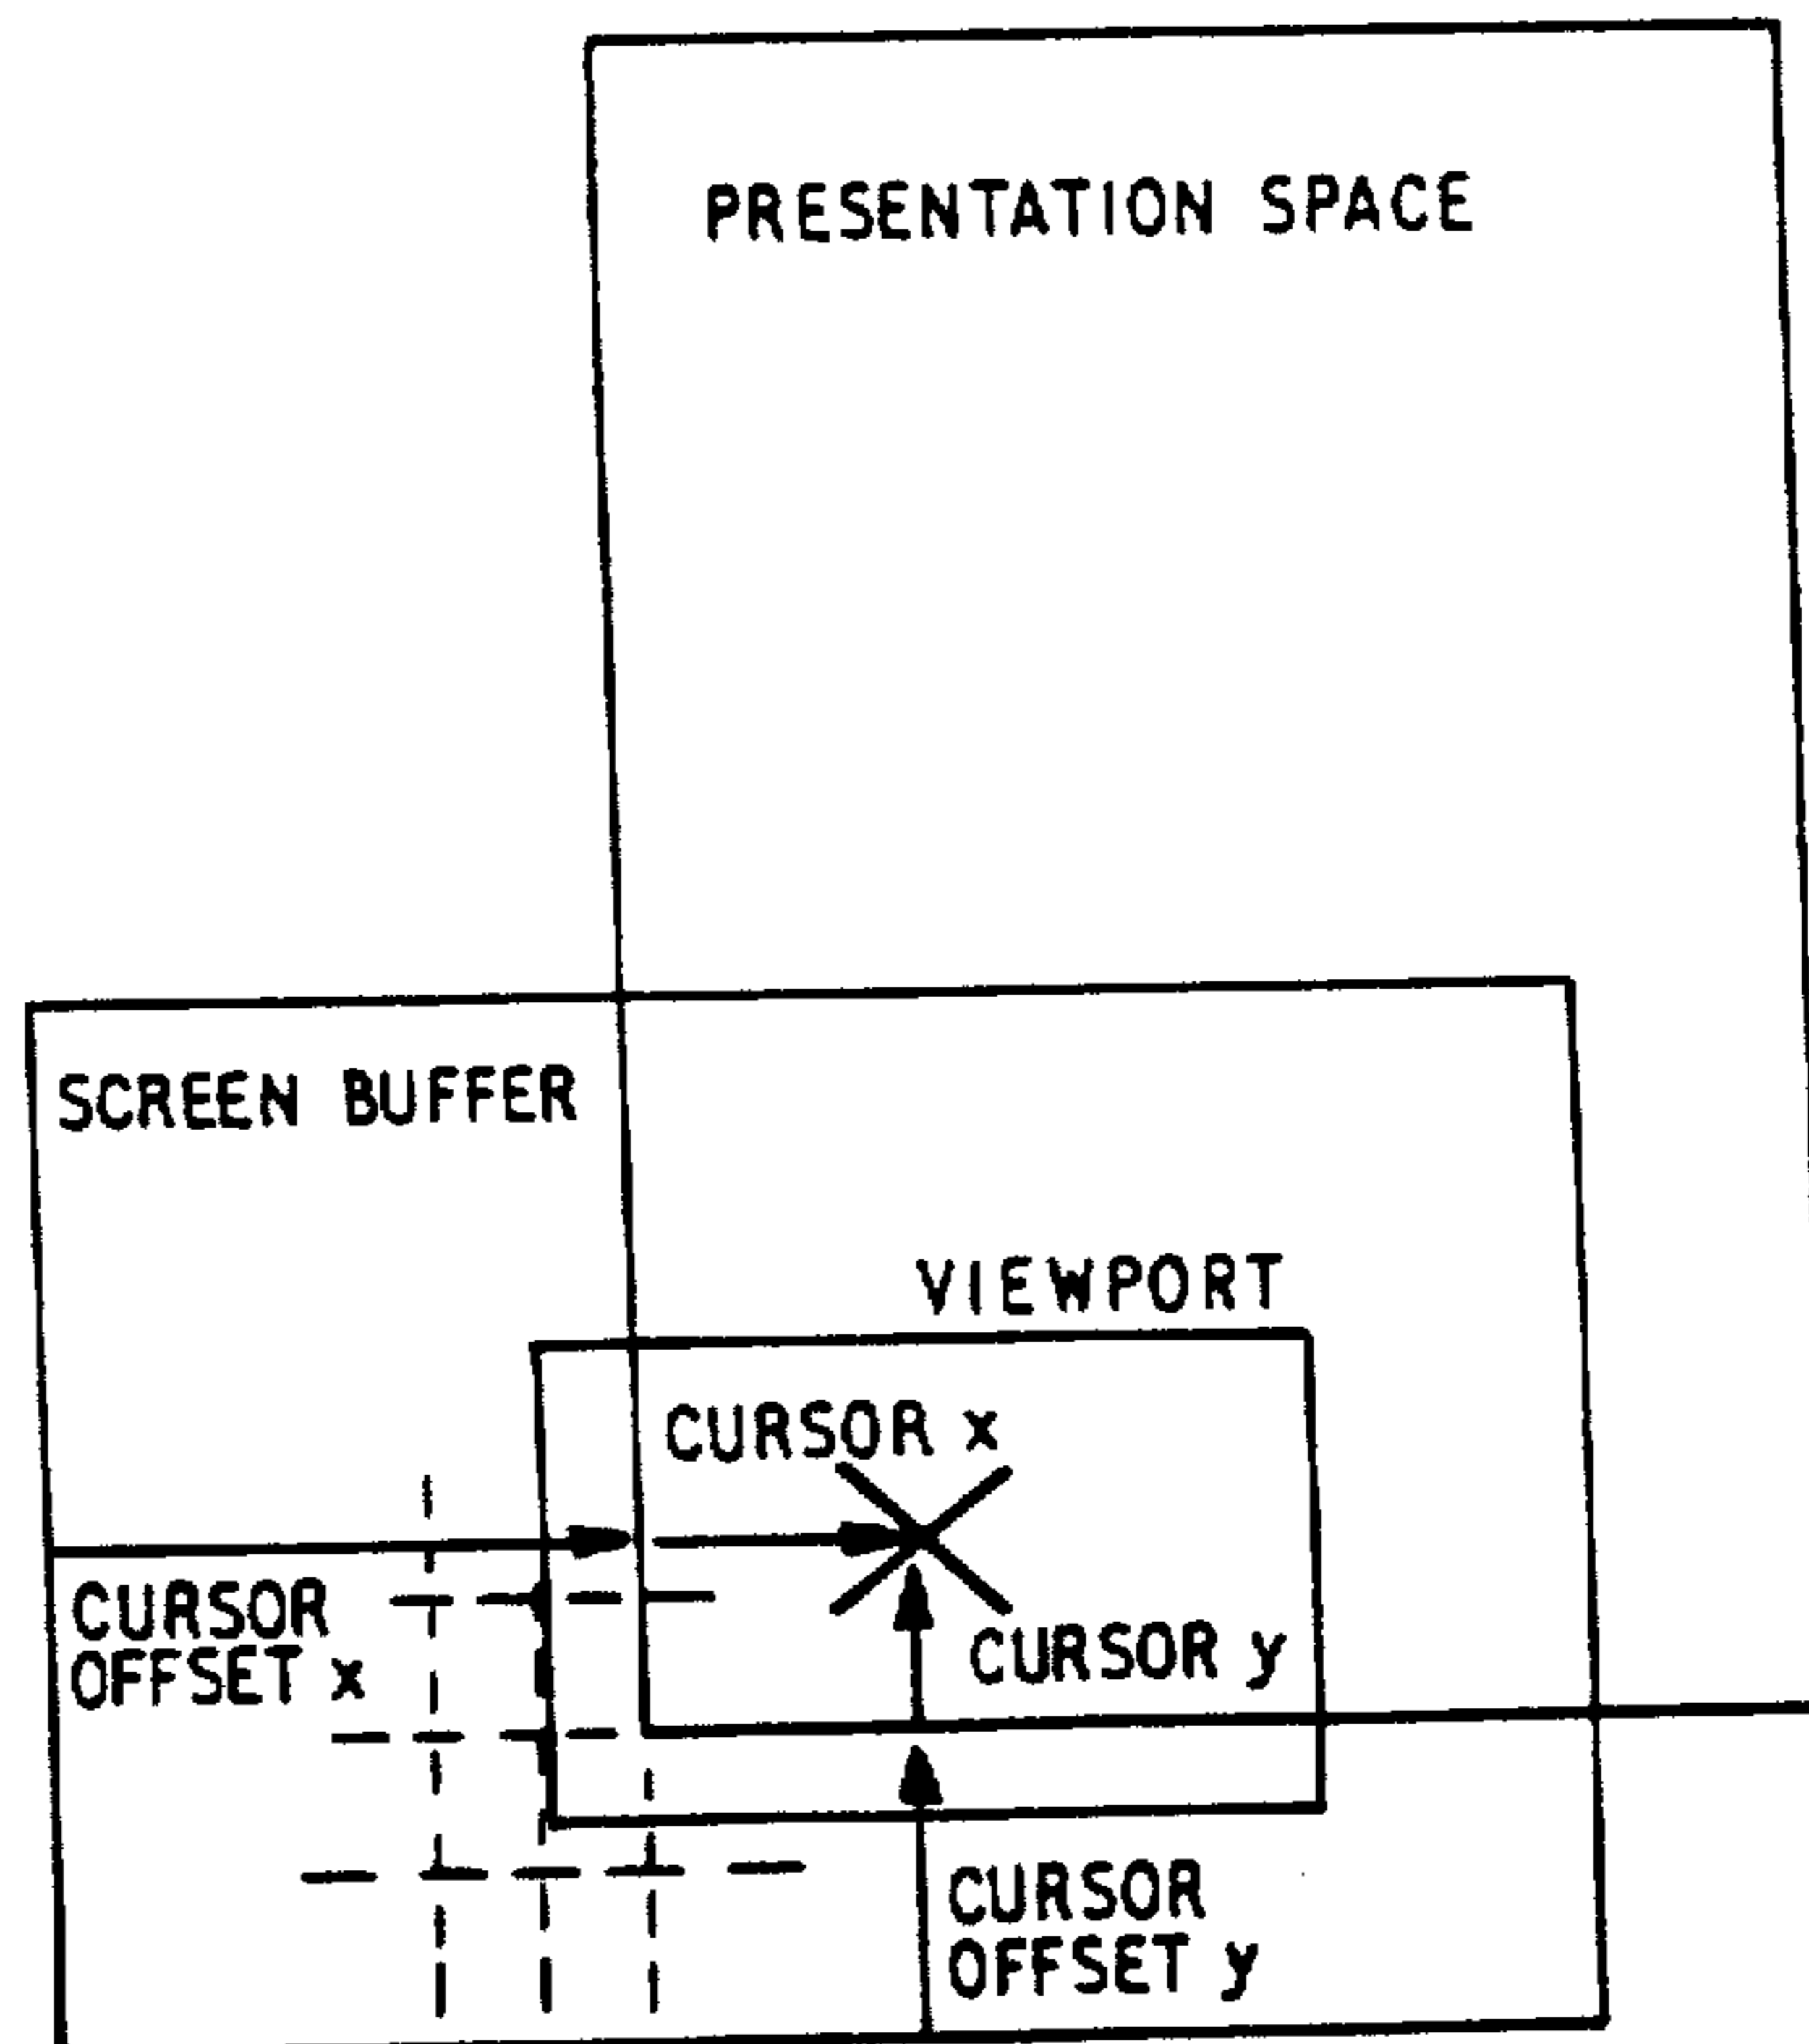 PRESENTATION SPACE
SCREEN BUFFER
VIEWPORT
CURSOR x
CURSOR
OFFSET x
CURSOR y
CURSOR
OFFSET y